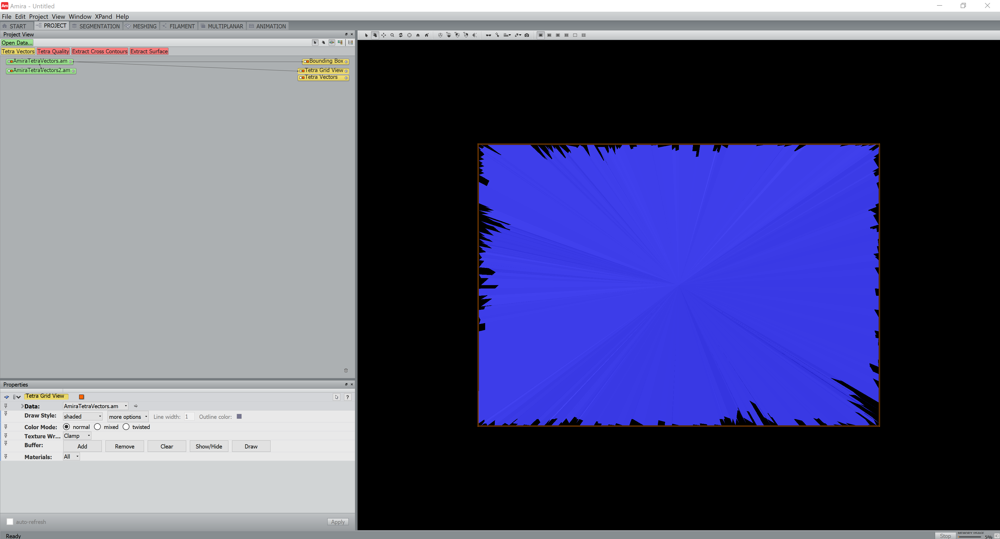 Am Amira - Untitled
File Edit Project View Window XPand Help
START PROJECT SEGMENTATION MESHING FILAMENT MULTIPLANAR ANIMATION
Project View
Open Data...
Tetra Vectors Tetra Quality Extract Cross Contours Extract Surface
AmiraTetraVectors.am Bounding Box
AmiraTetraVectors2.am Tetra Grid View
Tetra Vectors
Properties
Tetra Grid View ?
Data: AmiraTetraVectors.am
Draw Style: shaded more options Line width: 1 Outline color:
Color Mode: normal mixed twisted
Texture Wr... Clamp
Buffer: Add Remove Clear Show/Hide Draw
Materials: All
auto-refresh Apply
Ready Stop MEMORY USAGE 5%